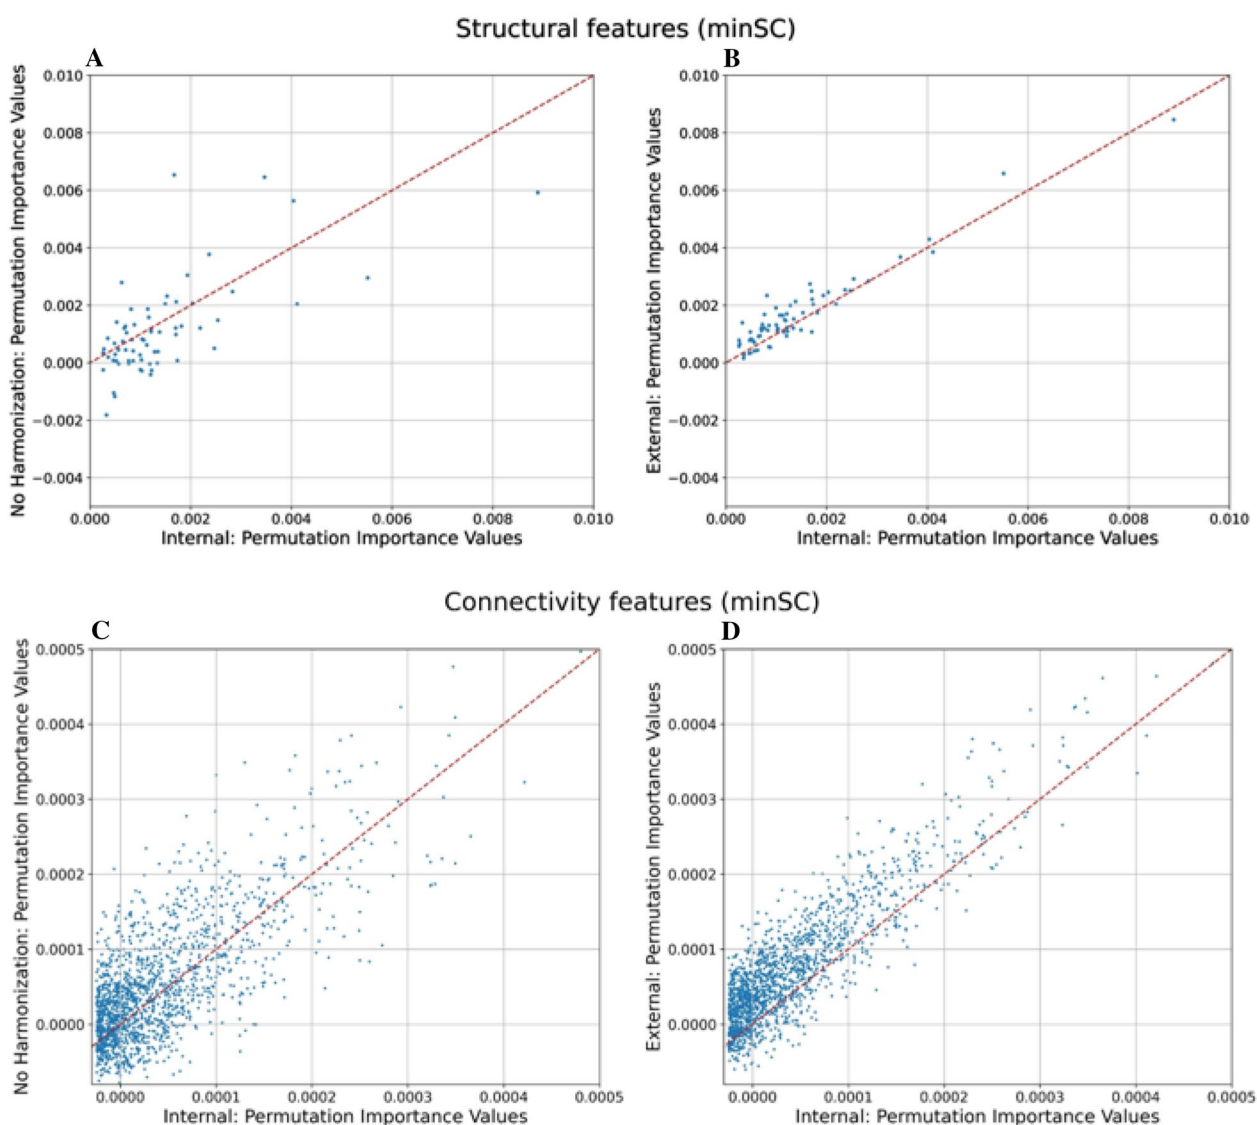 Structural features (minSC)
A
B
No Harmonization: Permutation Importance Values
0.010
0.008
0.006
0.004
0.002
0.000
−0.002
−0.004
0.000 0.002 0.004 0.006 0.008 0.010
Internal: Permutation Importance Values
External: Permutation Importance Values
0.010
0.008
0.006
0.004
0.002
0.000
−0.002
−0.004
0.000 0.002 0.004 0.006 0.008 0.010
Internal: Permutation Importance Values
Connectivity features (minSC)
C
D
No Harmonization: Permutation Importance Values
0.0005
0.0004
0.0003
0.0002
0.0001
0.0000
0.0000 0.0001 0.0002 0.0003 0.0004 0.0005
Internal: Permutation Importance Values
External: Permutation Importance Values
0.0005
0.0004
0.0003
0.0002
0.0001
0.0000
0.0000 0.0001 0.0002 0.0003 0.0004 0.0005
Internal: Permutation Importance Values